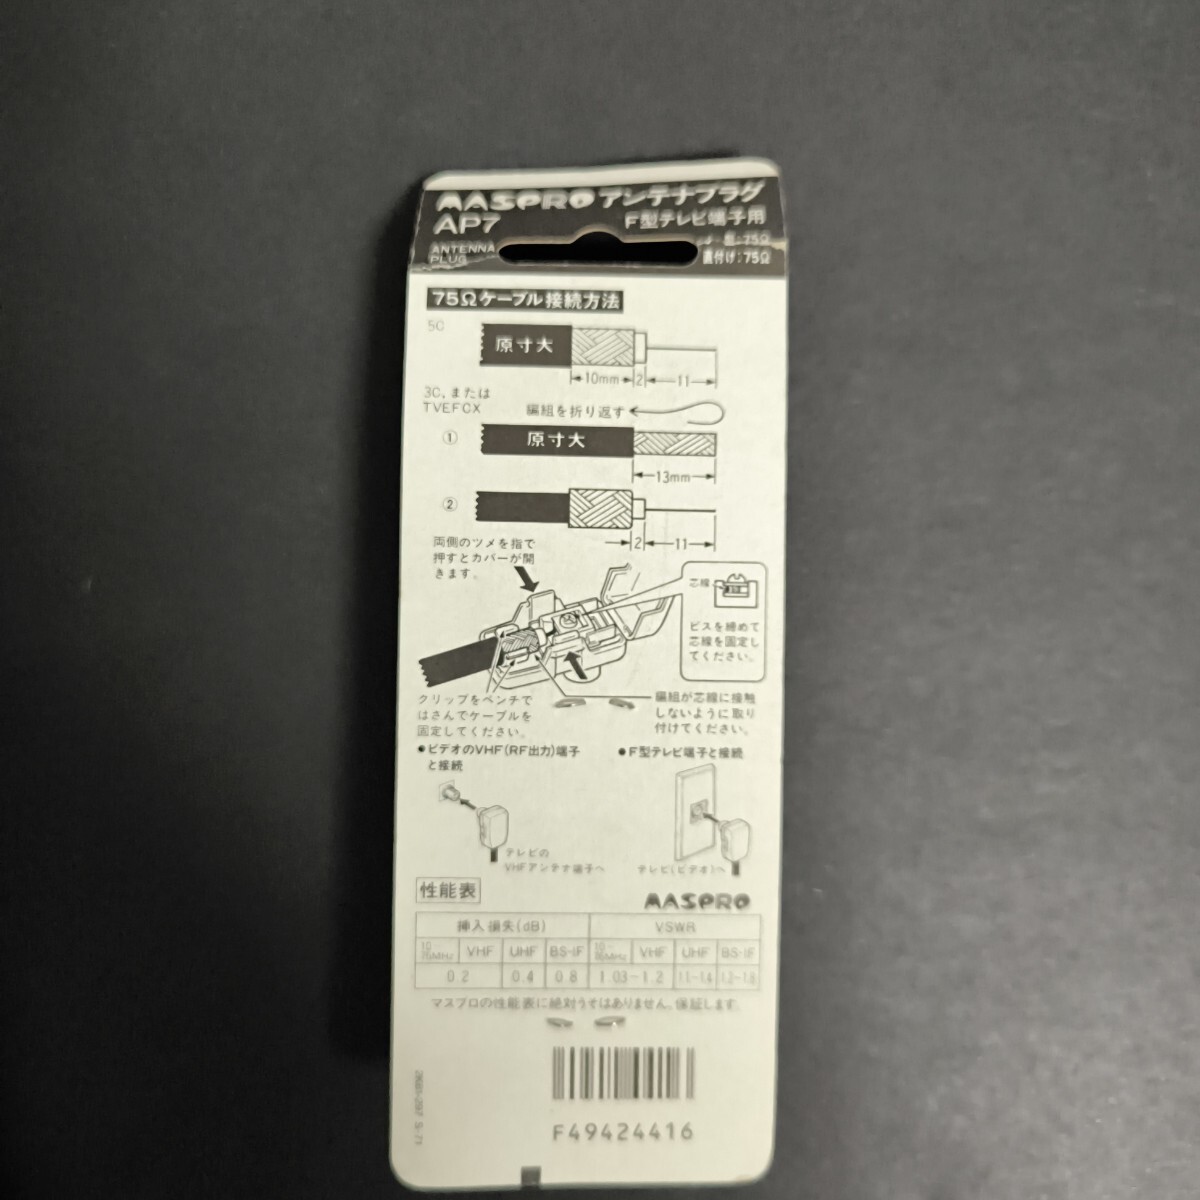 MASPRO アンテナプラグ
AP7 F型テレビ端子用
ANTENNA PLUG
直付け:75Ω
75Ωケーブル接続方法
5C
原寸大
10mm 2 11
3C、または
TVEFCX
編組を折り返す
①
原寸大
13mm
②
2 11
両側のツメを指で
押すとカバーが開
きます。
芯線
ビスを締めて
芯線を固定し
てください。
クリップをペンチで
はさんでケーブルを
固定してください。
編組が芯線に接触
しないように取り
付けてください。
●ビデオのVHF(RF出力)端子
と接続
●F型テレビ端子と接続
テレビの
VHFアンテナ端子へ
テレビ(ビデオ)へ
性能表
MASPRO
挿入損失(dB) VSWR
10~76MHz VHF UHF BS-IF 10~76MHz VHF UHF BS-IF
0.2 0.4 0.8 1.03~1.2 1.1~1.4 1.2~1.8
マスプロの性能表に絶対うそはありません。保証します。
F49424416